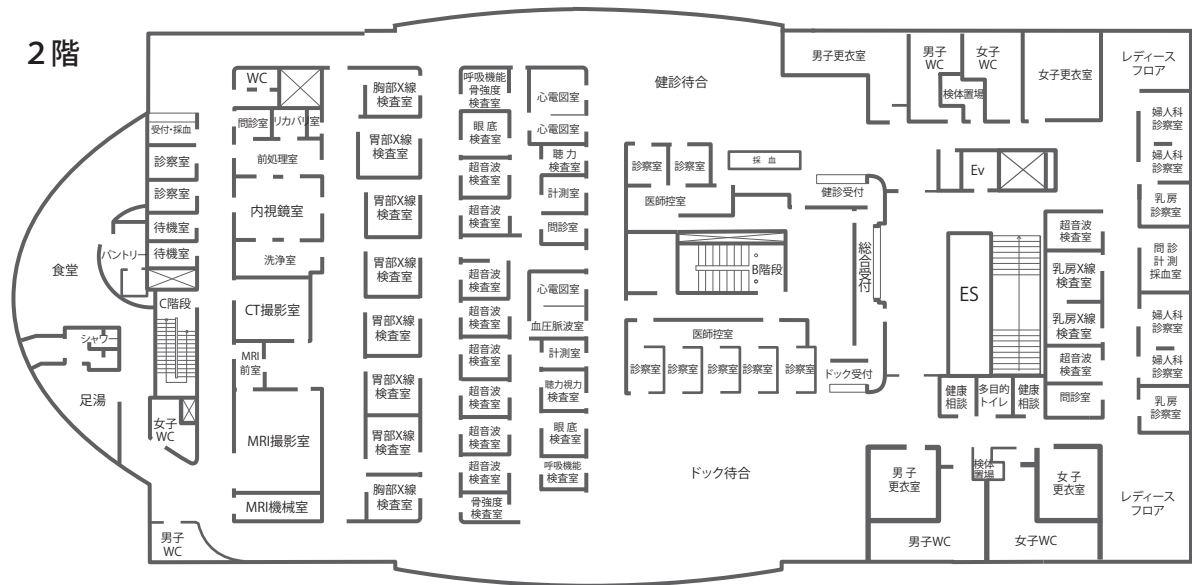 2階
受付・採血
診察室
診察室
待機室
待機室
パントリー
食堂
C階段
シャワー
足湯
女子
WC
男子
WC
WC
問診室
リカバリ室
前処理室
内視鏡室
洗浄室
CT撮影室
MRI
前室
MRI撮影室
MRI機械室
胸部X線
検査室
胃部X線
検査室
胃部X線
検査室
胃部X線
検査室
胃部X線
検査室
胃部X線
検査室
胃部X線
検査室
胸部X線
検査室
呼吸機能
骨強度
検査室
眼底
検査室
超音波
検査室
超音波
検査室
超音波
検査室
超音波
検査室
超音波
検査室
超音波
検査室
超音波
検査室
超音波
検査室
骨強度
検査室
心電図室
心電図室
聴力
検査室
計測室
問診室
心電図室
血圧脈波室
計測室
聴力視力
検査室
眼底
検査室
呼吸機能
検査室
健診待合
診察室
診察室
採血
医師控室
健診受付
B階段
総合受付
医師控室
診察室
診察室
診察室
診察室
診察室
ドック受付
ドック待合
男子更衣室
男子
WC
女子
WC
検体置場
女子更衣室
レディース
フロア
Ev
ES
超音波
検査室
乳房X線
検査室
乳房X線
検査室
超音波
検査室
問診室
健康
相談
多目的
トイレ
健康
相談
婦人科
診察室
婦人科
診察室
乳房
診察室
問診
計測
採血室
婦人科
診察室
婦人科
診察室
乳房
診察室
男子
更衣室
検体
置場
女子
更衣室
男子WC
女子WC
レディース
フロア